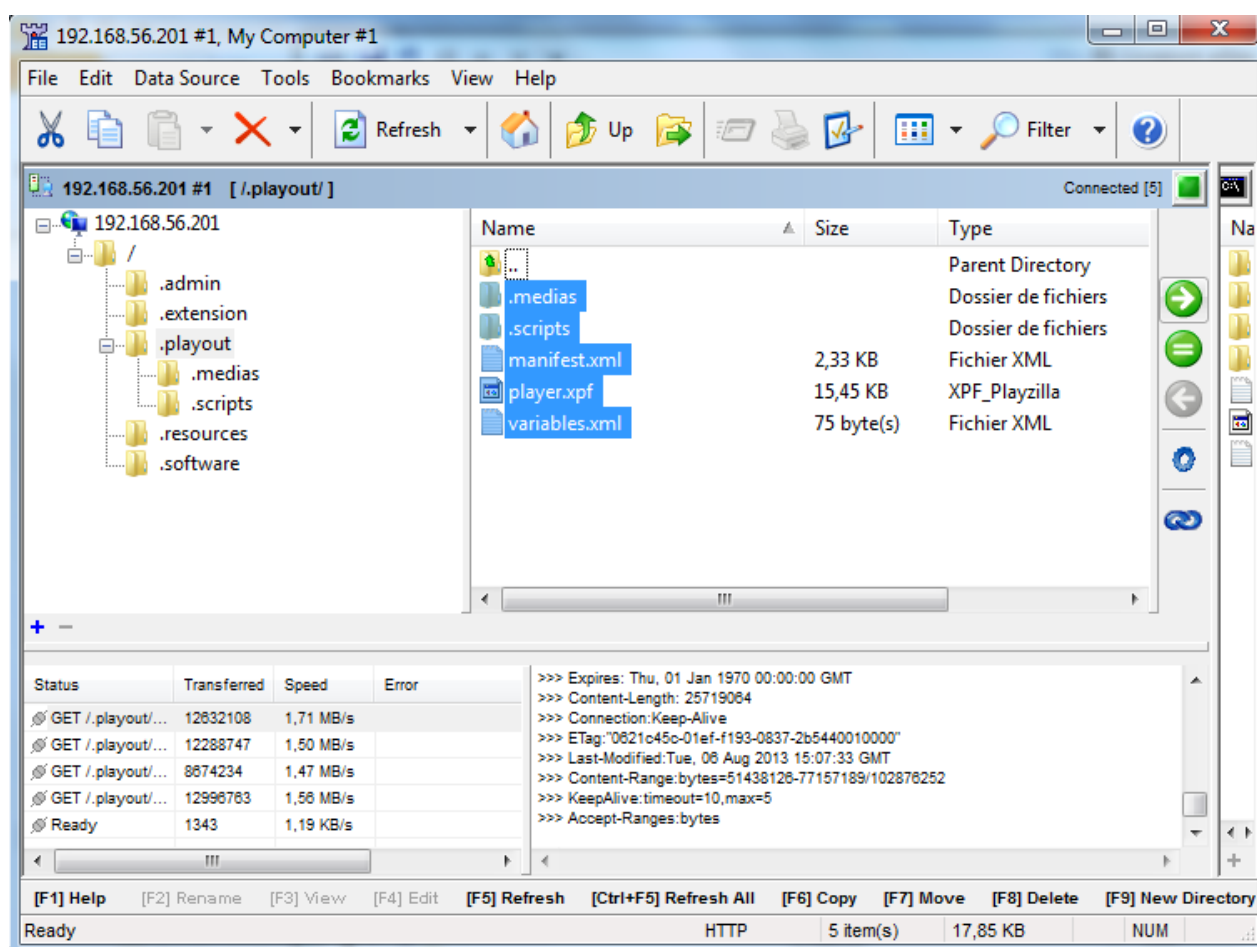 192.168.56.201 #1, My Computer #1
File Edit Data Source Tools Bookmarks View Help
Refresh Up Filter
192.168.56.201 #1 [ /.playout/ ] Connected [5]
192.168.56.201
/
.admin
.extension
.playout
.medias
.scripts
.resources
.software
Name Size Type
.. Parent Directory
.medias Dossier de fichiers
.scripts Dossier de fichiers
manifest.xml 2,33 KB Fichier XML
player.xpf 15,45 KB XPF_Playzilla
variables.xml 75 byte(s) Fichier XML
Na
Status Transferred Speed Error
GET /.playout/... 12632108 1,71 MB/s
GET /.playout/... 12288747 1,50 MB/s
GET /.playout/... 8674234 1,47 MB/s
GET /.playout/... 12996763 1,56 MB/s
Ready 1343 1,19 KB/s
>>> Expires: Thu, 01 Jan 1970 00:00:00 GMT
>>> Content-Length: 25719064
>>> Connection:Keep-Alive
>>> ETag:"0621c45c-01ef-f193-0837-2b5440010000"
>>> Last-Modified:Tue, 06 Aug 2013 15:07:33 GMT
>>> Content-Range:bytes=51438126-77157189/102876252
>>> KeepAlive:timeout=10,max=5
>>> Accept-Ranges:bytes
[F1] Help [F2] Rename [F3] View [F4] Edit [F5] Refresh [Ctrl+F5] Refresh All [F6] Copy [F7] Move [F8] Delete [F9] New Directory
Ready HTTP 5 item(s) 17,85 KB NUM